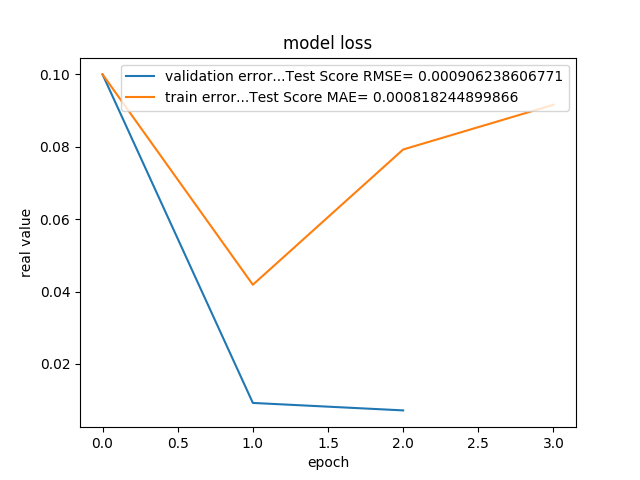 model loss
validation error...Test Score RMSE= 0.000906238606771
train error...Test Score MAE= 0.000818244899866
0.10
0.08
0.06
0.04
0.02
real value
0.0 0.5 1.0 1.5 2.0 2.5 3.0
epoch